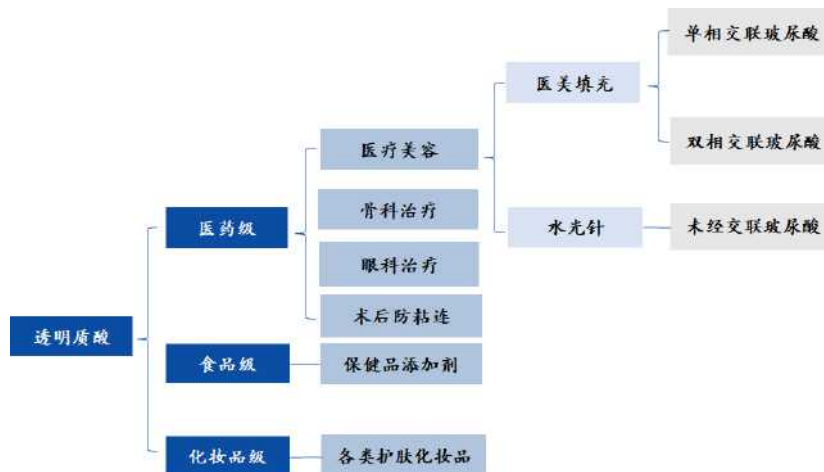 单相交联玻尿酸
医美填充
双相交联玻尿酸
医疗美容
骨科治疗
医药级
水光针
未经交联玻尿酸
眼科治疗
术后防粘连
透明质酸
食品级
保健品添加剂
化妆品级
各类护肤化妆品